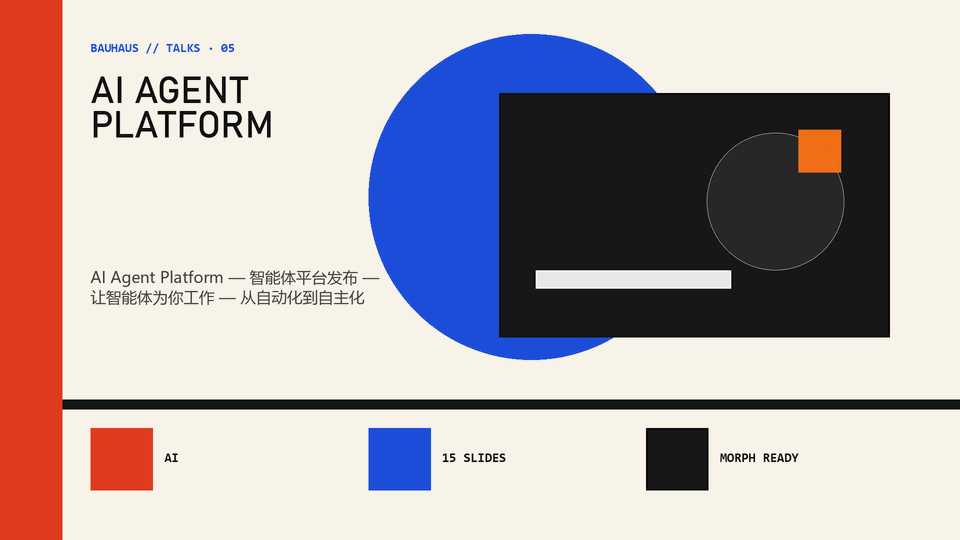 BAUHAUS // TALKS · 05
AI AGENT
PLATFORM
AI Agent Platform — 智能体平台发布 —
让智能体为你工作 — 从自动化到自主化
AI
15 SLIDES
MORPH READY